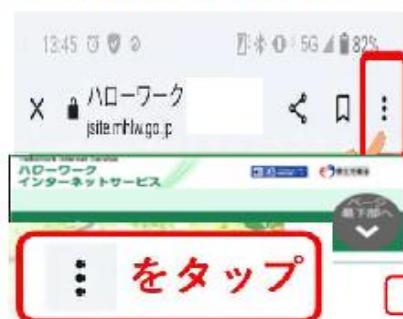 13:45
5G 82%
ハローワーク
jsite.mhlw.go.jp
ハローワーク
インターネットサービス
ページ
最下部へ
をタップ